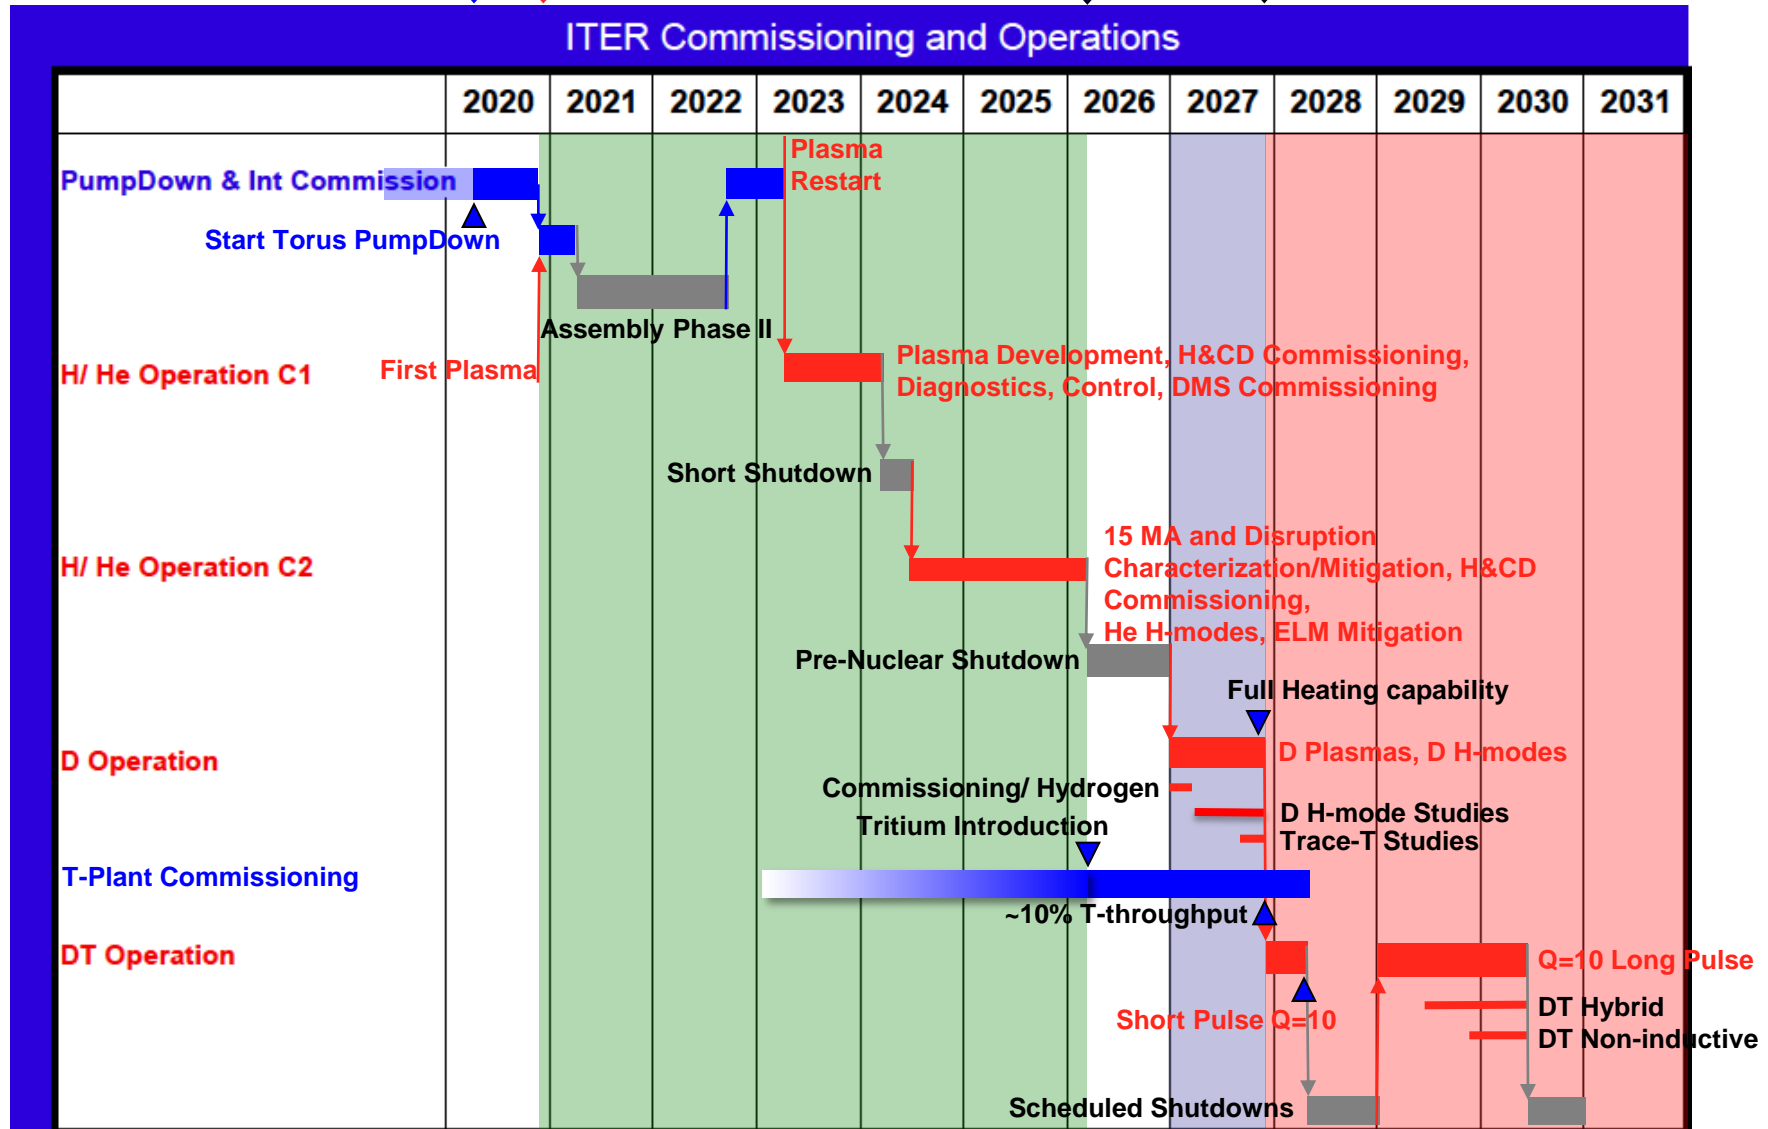 ITER Commissioning and Operations
2020 2021 2022 2023 2024 2025 2026 2027 2028 2029 2030 2031
Plasma
Restart
PumpDown & Int Commission
Start Torus PumpDown
Assembly Phase II
H/ He Operation C1
First Plasma
Plasma Development, H&CD Commissioning,
Diagnostics, Control, DMS Commissioning
Short Shutdown
H/ He Operation C2
15 MA and Disruption
Characterization/Mitigation, H&CD
Commissioning,
He H-modes, ELM Mitigation
Pre-Nuclear Shutdown
Full Heating capability
D Operation
D Plasmas, D H-modes
Commissioning/ Hydrogen
D H-mode Studies
Tritium Introduction
Trace-T Studies
T-Plant Commissioning
~10% T-throughput
DT Operation
Q=10 Long Pulse
DT Hybrid
Short Pulse Q=10
DT Non-inductive
Scheduled Shutdowns